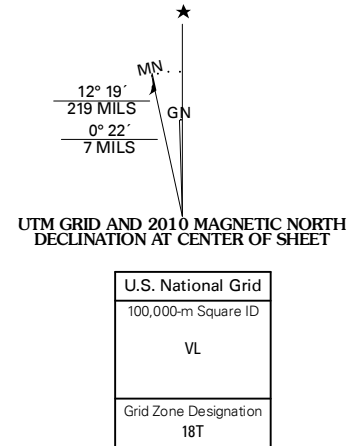 MN
GN
12° 19´
219 MILS
0° 22´
7 MILS
UTM GRID AND 2010 MAGNETIC NORTH
DECLINATION AT CENTER OF SHEET
U.S. National Grid
100,000-m Square ID
VL
Grid Zone Designation
18T